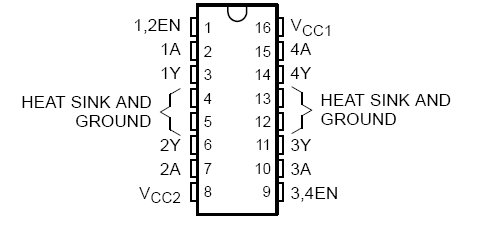 1,2EN 1 16 VCC1
1A 2 15 4A
1Y 3 14 4Y
HEAT SINK AND 4 13 HEAT SINK AND
GROUND 5 12 GROUND
2Y 6 11 3Y
2A 7 10 3A
VCC2 8 9 3,4EN